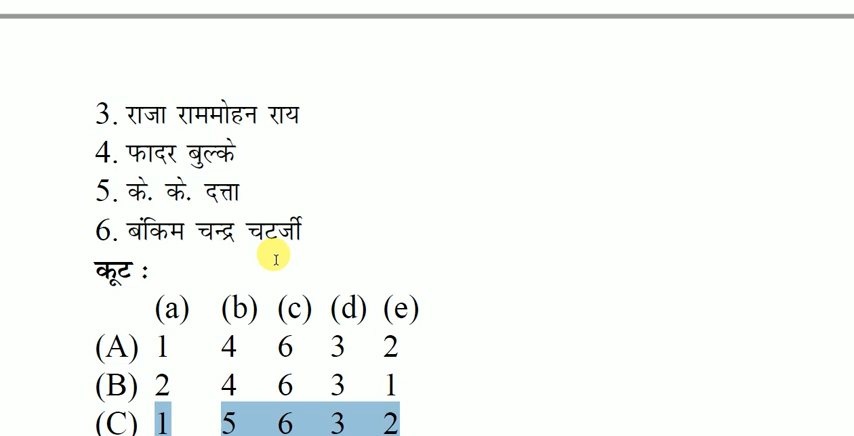 3. राजा राममोहन राय
4. फादर बुल्के
5. के. के. दत्ता
6. बंकिम चन्द्र चटर्जी
कूट :
(a) (b) (c) (d) (e)
(A) 1 4 6 3 2
(B) 2 4 6 3 1
(C) 1 5 6 3 2